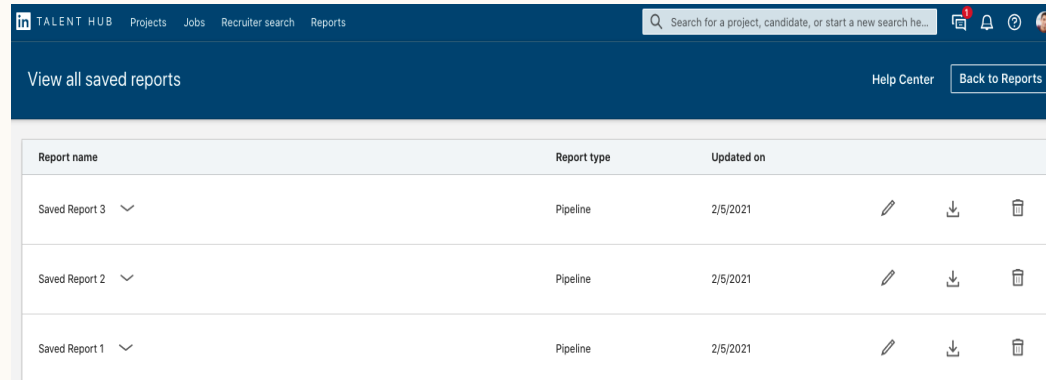 in TALENT HUB Projects Jobs Recruiter search Reports Search for a project, candidate, or start a new search he... 1
View all saved reports Help Center Back to Reports
Report name Report type Updated on
Saved Report 3 Pipeline 2/5/2021
Saved Report 2 Pipeline 2/5/2021
Saved Report 1 Pipeline 2/5/2021